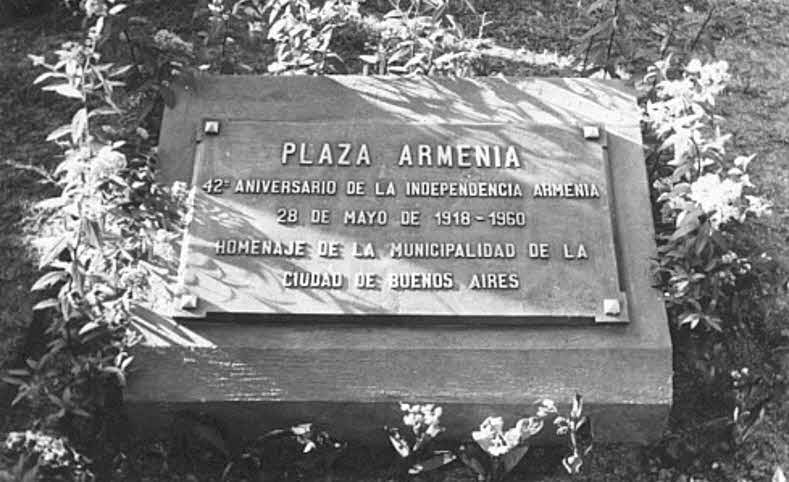 PLAZA ARMENIA
42º ANIVERSARIO DE LA INDEPENDENCIA ARMENIA
28 DE MAYO DE 1918-1960
HOMENAJE DE LA MUNICIPALIDAD DE LA
CIUDAD DE BUENOS AIRES